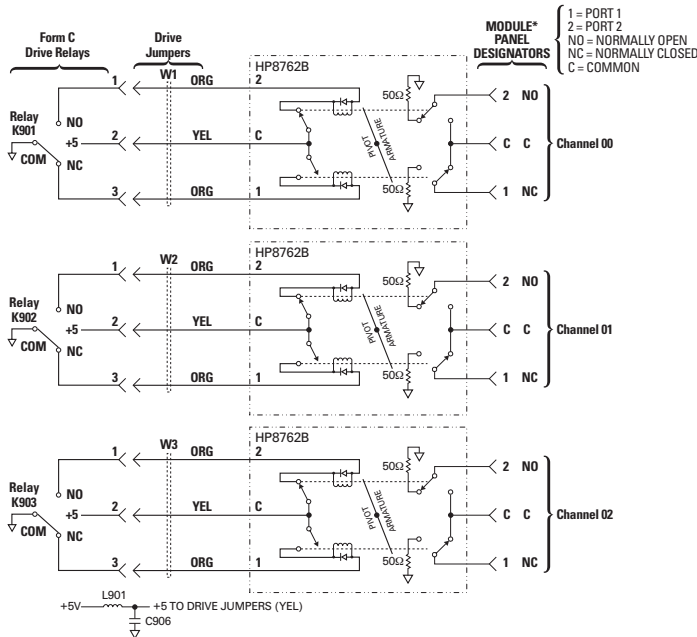 Form C
Drive Relays
Drive
Jumpers
MODULE*
PANEL
DESIGNATORS
1 = PORT 1
2 = PORT 2
NO = NORMALLY OPEN
NC = NORMALLY CLOSED
C = COMMON
Relay
K901
COM
NO
+5
NC
1
2
3
W1
ORG
YEL
ORG
HP8762B
2
C
1
50Ω
50Ω
PIVOT
ARMATURE
2 NO
C C
1 NC
Channel 00
Relay
K902
COM
NO
+5
NC
1
2
3
W2
ORG
YEL
ORG
HP8762B
2
C
1
50Ω
50Ω
PIVOT
ARMATURE
2 NO
C C
1 NC
Channel 01
Relay
K903
COM
NO
+5
NC
1
2
3
W3
ORG
YEL
ORG
HP8762B
2
C
1
50Ω
50Ω
PIVOT
ARMATURE
2 NO
C C
1 NC
Channel 02
+5V
L901
+5 TO DRIVE JUMPERS (YEL)
C906